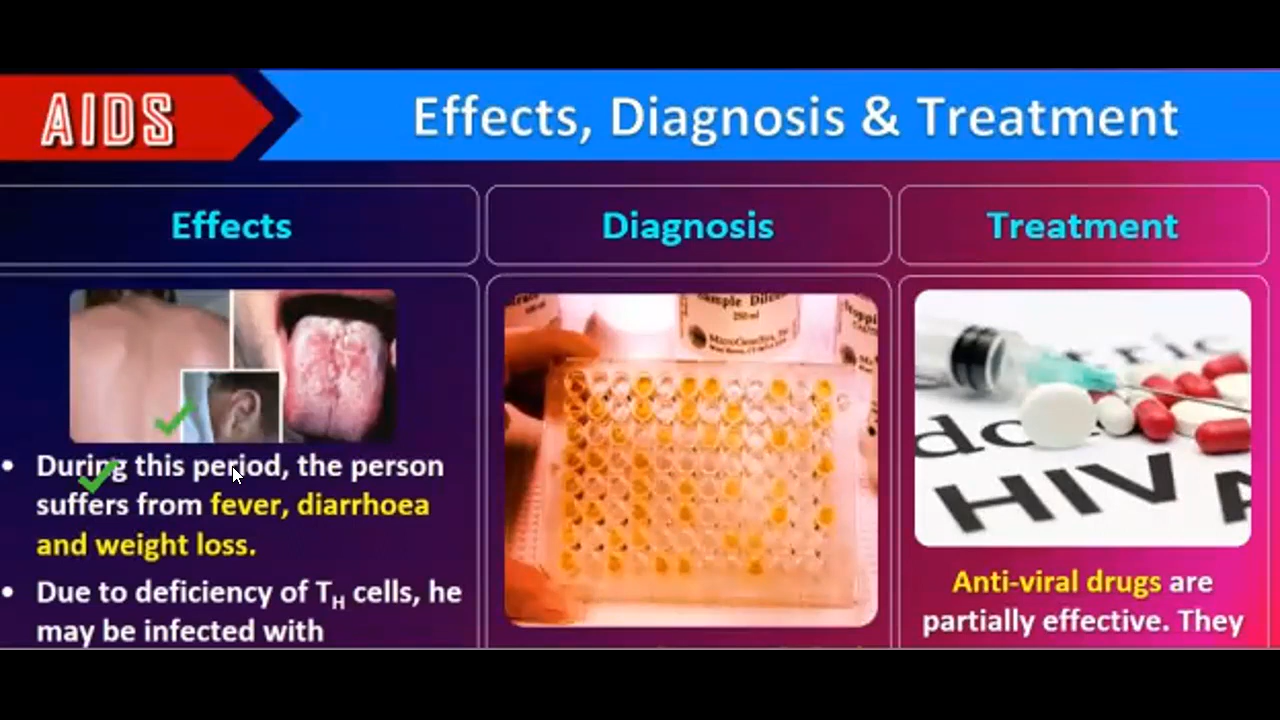 AIDS
Effects, Diagnosis & Treatment
Effects
Diagnosis
Treatment
• During this period, the person
suffers from fever, diarrhoea
and weight loss.
• Due to deficiency of TH cells, he
may be infected with
250 ml
HIV A
Anti-viral drugs are
partially effective. They